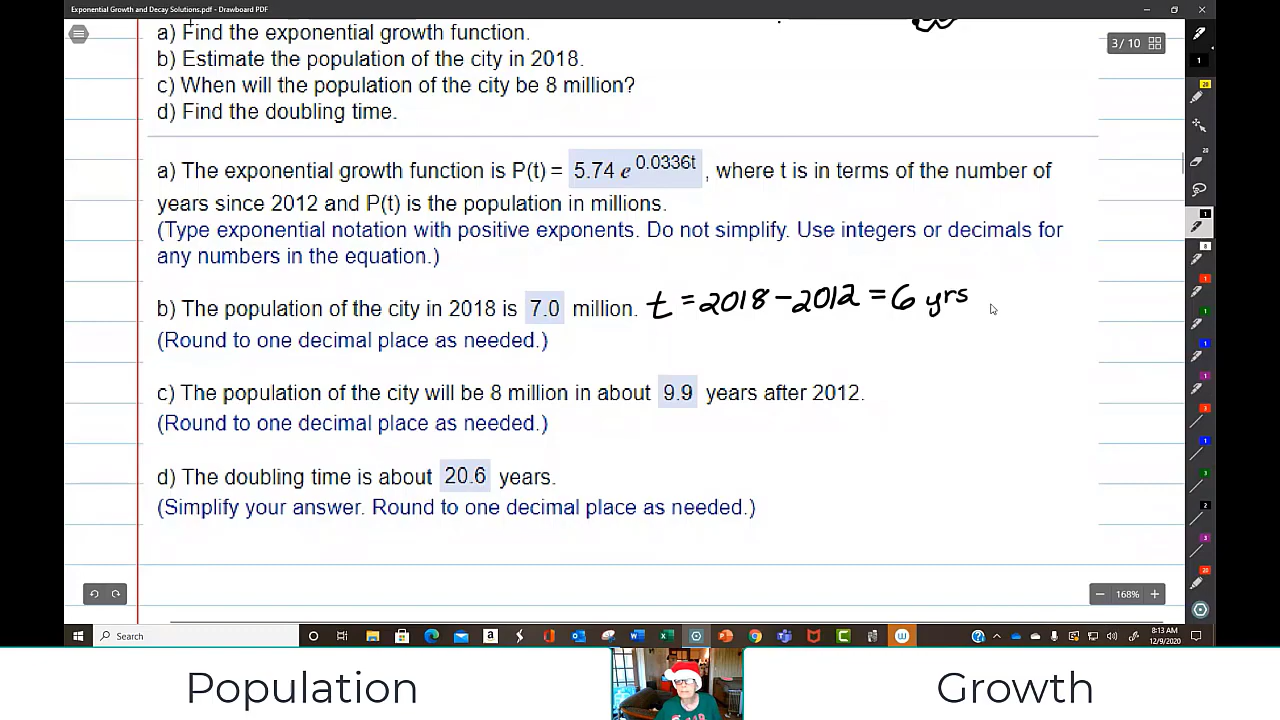 Exponential Growth and Decay Solutions.pdf - Drawboard PDF
a) Find the exponential growth function.
3 / 10
b) Estimate the population of the city in 2018.
c) When will the population of the city be 8 million?
d) Find the doubling time.
a) The exponential growth function is P(t) = 5.74 e^0.0336t, where t is in terms of the number of
years since 2012 and P(t) is the population in millions.
(Type exponential notation with positive exponents. Do not simplify. Use integers or decimals for
any numbers in the equation.)
b) The population of the city in 2018 is 7.0 million. t = 2018 - 2012 = 6 yrs
(Round to one decimal place as needed.)
c) The population of the city will be 8 million in about 9.9 years after 2012.
(Round to one decimal place as needed.)
d) The doubling time is about 20.6 years.
(Simplify your answer. Round to one decimal place as needed.)
168%
Search
8:13 AM
12/9/2020
Population
Growth